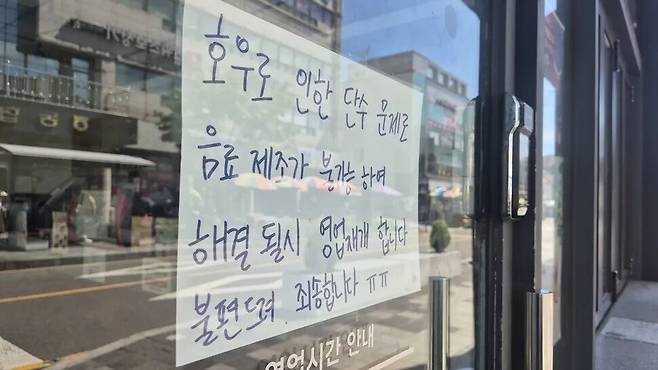 호우로 인한 단수 문제로
음료 제조가 불가능 하며
해결 될시 영업재개 합니다
불편드려. 죄송합니다 ㅠㅠ
영업시간 안내